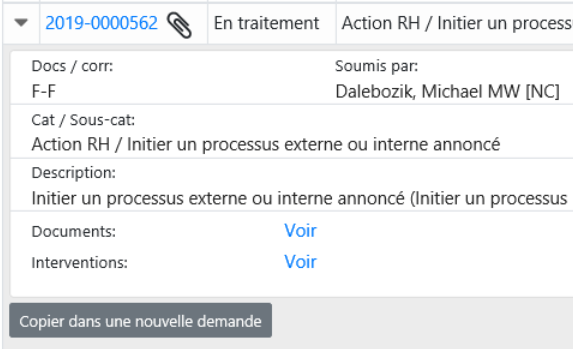 2019-0000562 En traitement Action RH / Initier un process
Docs / corr: Soumis par:
F-F Dalebozik, Michael MW [NC]
Cat / Sous-cat:
Action RH / Initier un processus externe ou interne annoncé
Description:
Initier un processus externe ou interne annoncé (Initier un processus
Documents: Voir
Interventions: Voir
Copier dans une nouvelle demande